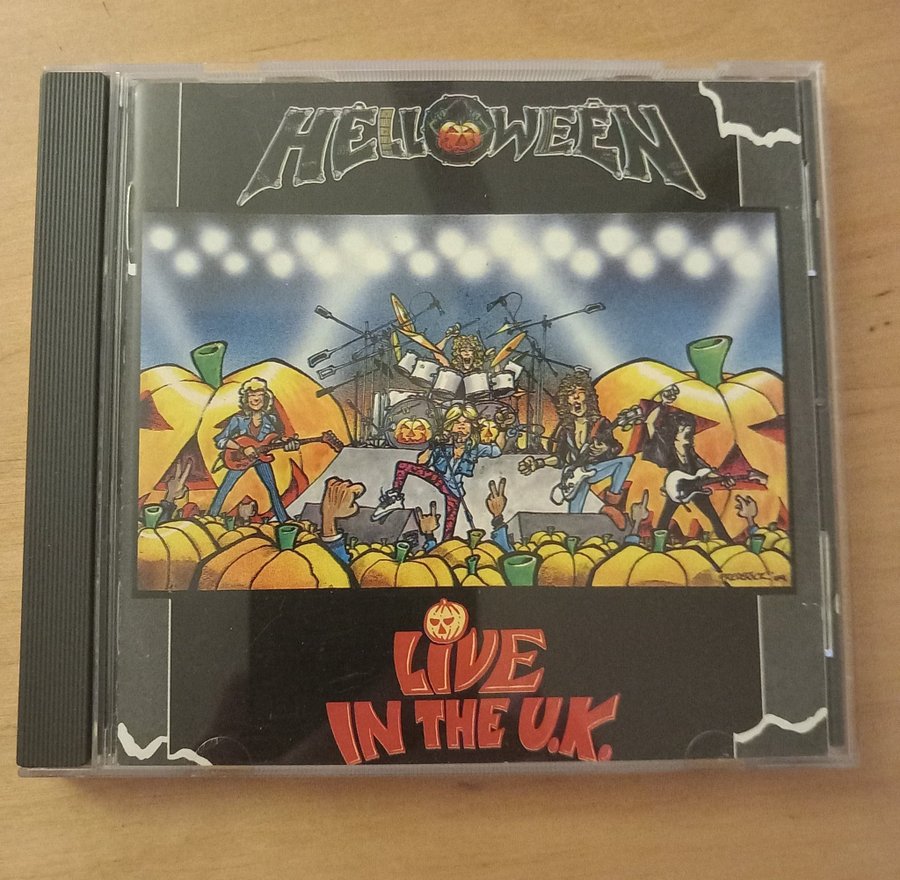 HELLOWEEN
LIVE
IN THE U.K.